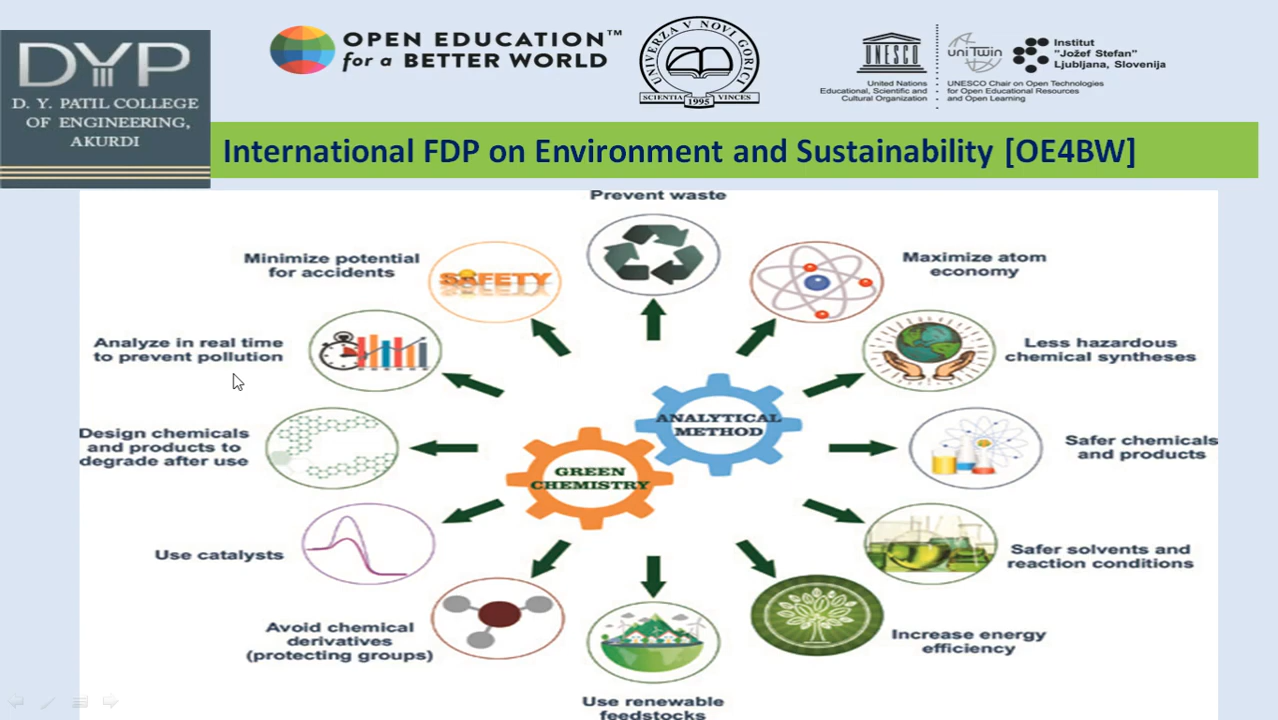 DYP
D. Y. PATIL COLLEGE
OF ENGINEERING,
AKURDI
OPEN EDUCATION™
for a BETTER WORLD
UNIVERZA V NOVI GORICI
SCIENTIA VINCES
1995
UNESCO
United Nations
Educational, Scientific and
Cultural Organization
uniTwin
Institut
"Jožef Stefan"
Ljubljana, Slovenija
UNESCO Chair on Open Technologies
for Open Educational Resources
and Open Learning
International FDP on Environment and Sustainability [OE4BW]
Prevent waste
Maximize atom
economy
Less hazardous
chemical syntheses
Safer chemicals
and products
Safer solvents and
reaction conditions
Increase energy
efficiency
Use renewable
feedstocks
Avoid chemical
derivatives
(protecting groups)
Use catalysts
Design chemicals
and products to
degrade after use
Analyze in real time
to prevent pollution
Minimize potential
for accidents
SAFETY
ANALYTICAL
METHOD
GREEN
CHEMISTRY